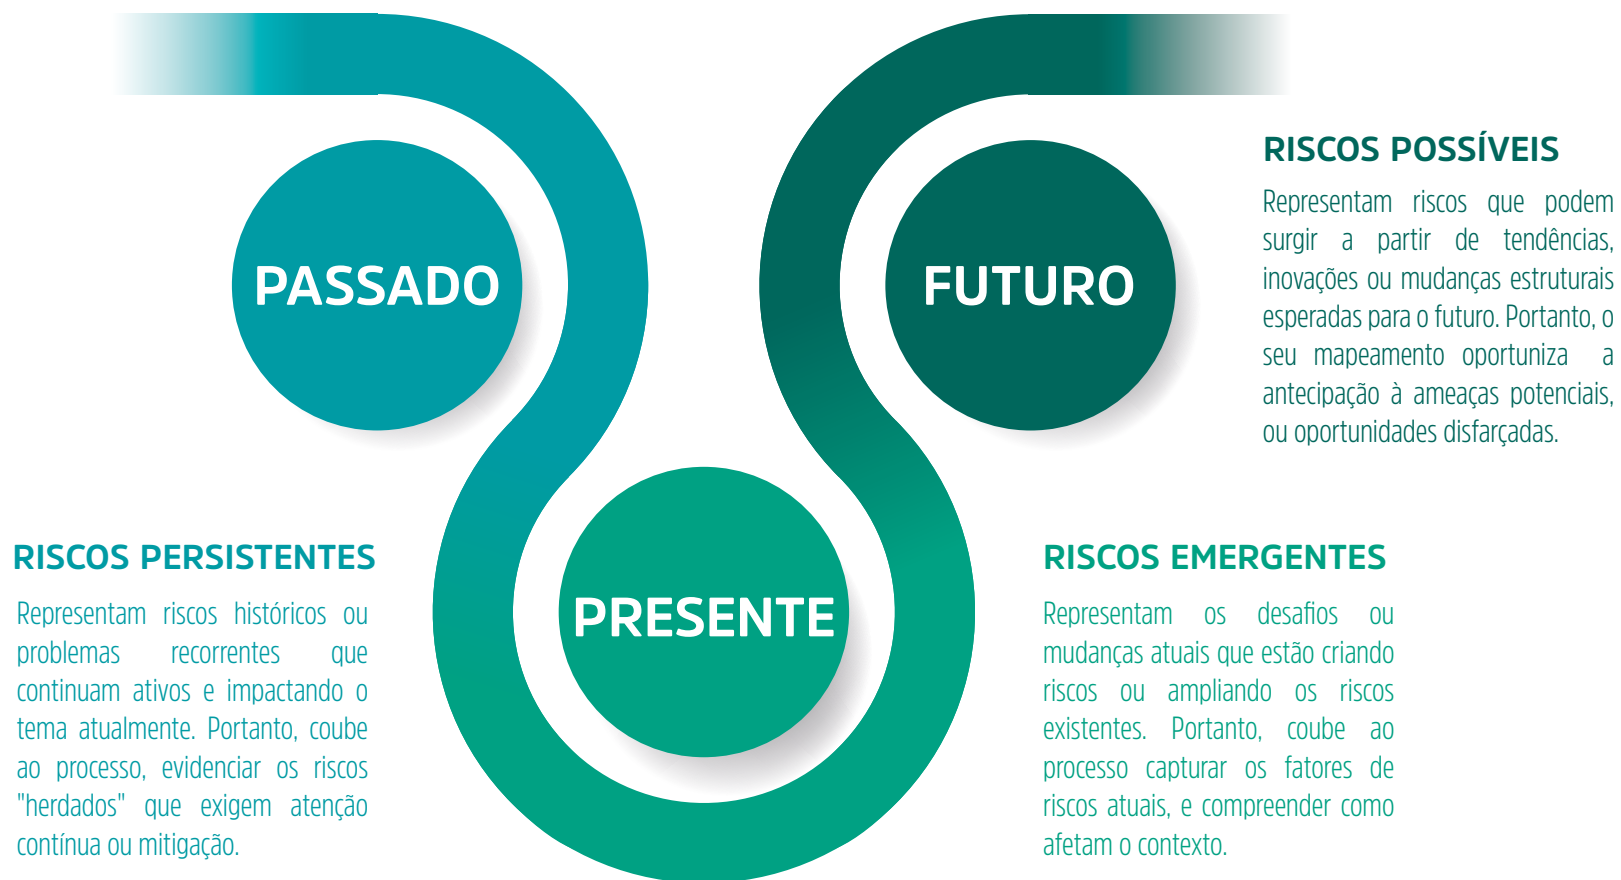 PASSADO
RISCOS PERSISTENTES
Representam riscos históricos ou
problemas recorrentes que
continuam ativos e impactando o
tema atualmente. Portanto, coube
ao processo, evidenciar os riscos
"herdados" que exigem atenção
contínua ou mitigação.
PRESENTE
RISCOS EMERGENTES
Representam os desafios ou
mudanças atuais que estão criando
riscos ou ampliando os riscos
existentes. Portanto, coube ao
processo capturar os fatores de
riscos atuais, e compreender como
afetam o contexto.
FUTURO
RISCOS POSSÍVEIS
Representam riscos que podem
surgir a partir de tendências,
inovações ou mudanças estruturais
esperadas para o futuro. Portanto, o
seu mapeamento oportuniza a
antecipação à ameaças potenciais,
ou oportunidades disfarçadas.